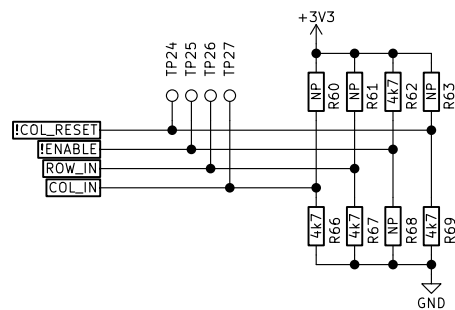 +3V3
TP24
TP25
TP26
TP27
NP
R60
NP
R61
4k7
R62
NP
R63
!COL_RESET
!ENABLE
ROW_IN
COL_IN
4k7
R66
4k7
R67
NP
R68
4k7
R69
GND